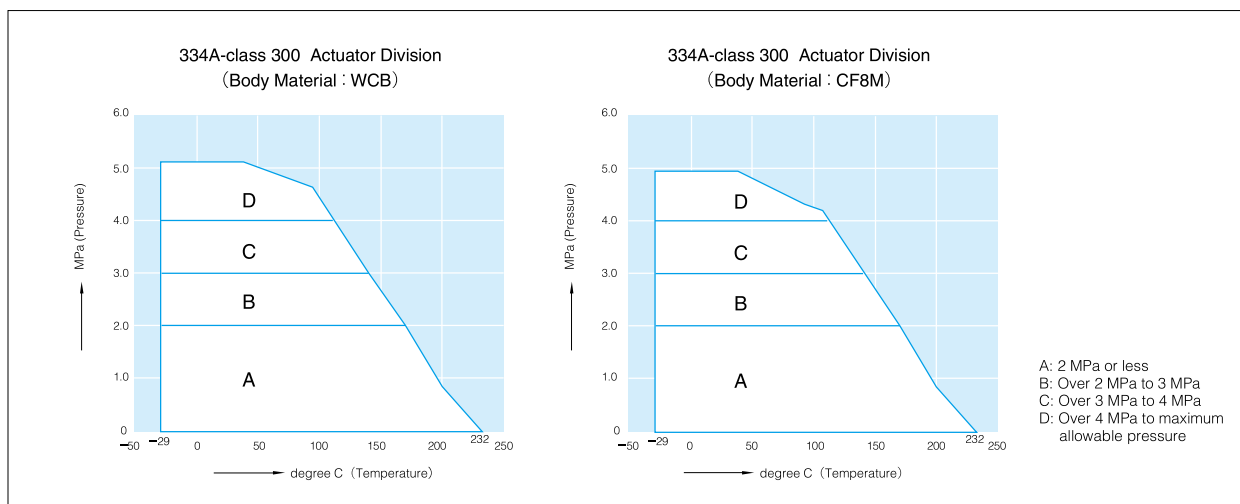 334A-class 300 Actuator Division
(Body Material : WCB)
6.0
5.0
4.0
3.0
2.0
1.0
0
MPa (Pressure)
D
C
B
A
−50
−29
0
50
100
150
200
232
250
degree C (Temperature)
334A-class 300 Actuator Division
(Body Material : CF8M)
6.0
5.0
4.0
3.0
2.0
1.0
0
MPa (Pressure)
D
C
B
A
−50
−29
0
50
100
150
200
232
250
degree C (Temperature)
A: 2 MPa or less
B: Over 2 MPa to 3 MPa
C: Over 3 MPa to 4 MPa
D: Over 4 MPa to maximum
allowable pressure